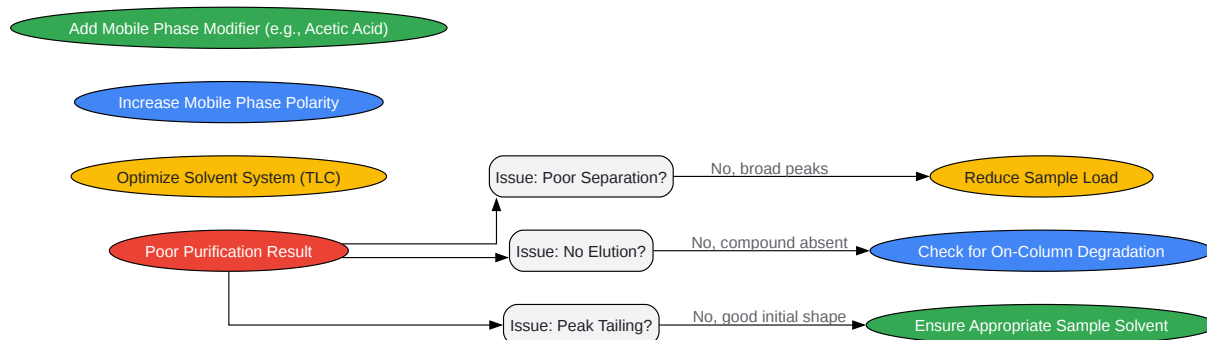 Add Mobile Phase Modifier (e.g., Acetic Acid)
Increase Mobile Phase Polarity
Optimize Solvent System (TLC)
Issue: Poor Separation?
No, broad peaks
Reduce Sample Load
Poor Purification Result
Issue: No Elution?
No, compound absent
Check for On-Column Degradation
Issue: Peak Tailing?
No, good initial shape
Ensure Appropriate Sample Solvent